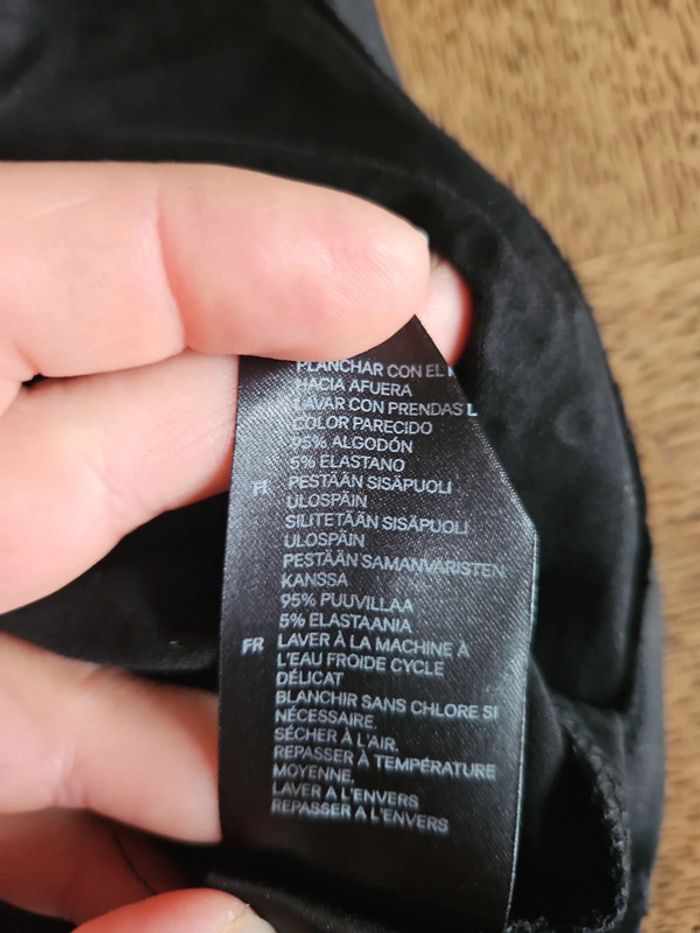 PLANCHAR CON EL
HACIA AFUERA
LAVAR CON PRENDAS
COLOR PARECIDO
95% ALGODÓN
5% ELASTANO
FI PESTÄÄN SISÄPUOLI
ULOSPÄIN
SILITETÄÄN SISÄPUOLI
ULOSPÄIN
PESTÄÄN SAMANVÄRISTEN
KANSSA
95% PUUVILLAA
5% ELASTAANIA
FR LAVER À LA MACHINE À
L'EAU FROIDE CYCLE
DÉLICAT
BLANCHIR SANS CHLORE SI
NÉCESSAIRE.
SÉCHER À L'AIR.
REPASSER À TEMPÉRATURE
MOYENNE.
LAVER A L'ENVERS
REPASSER A L'ENVERS